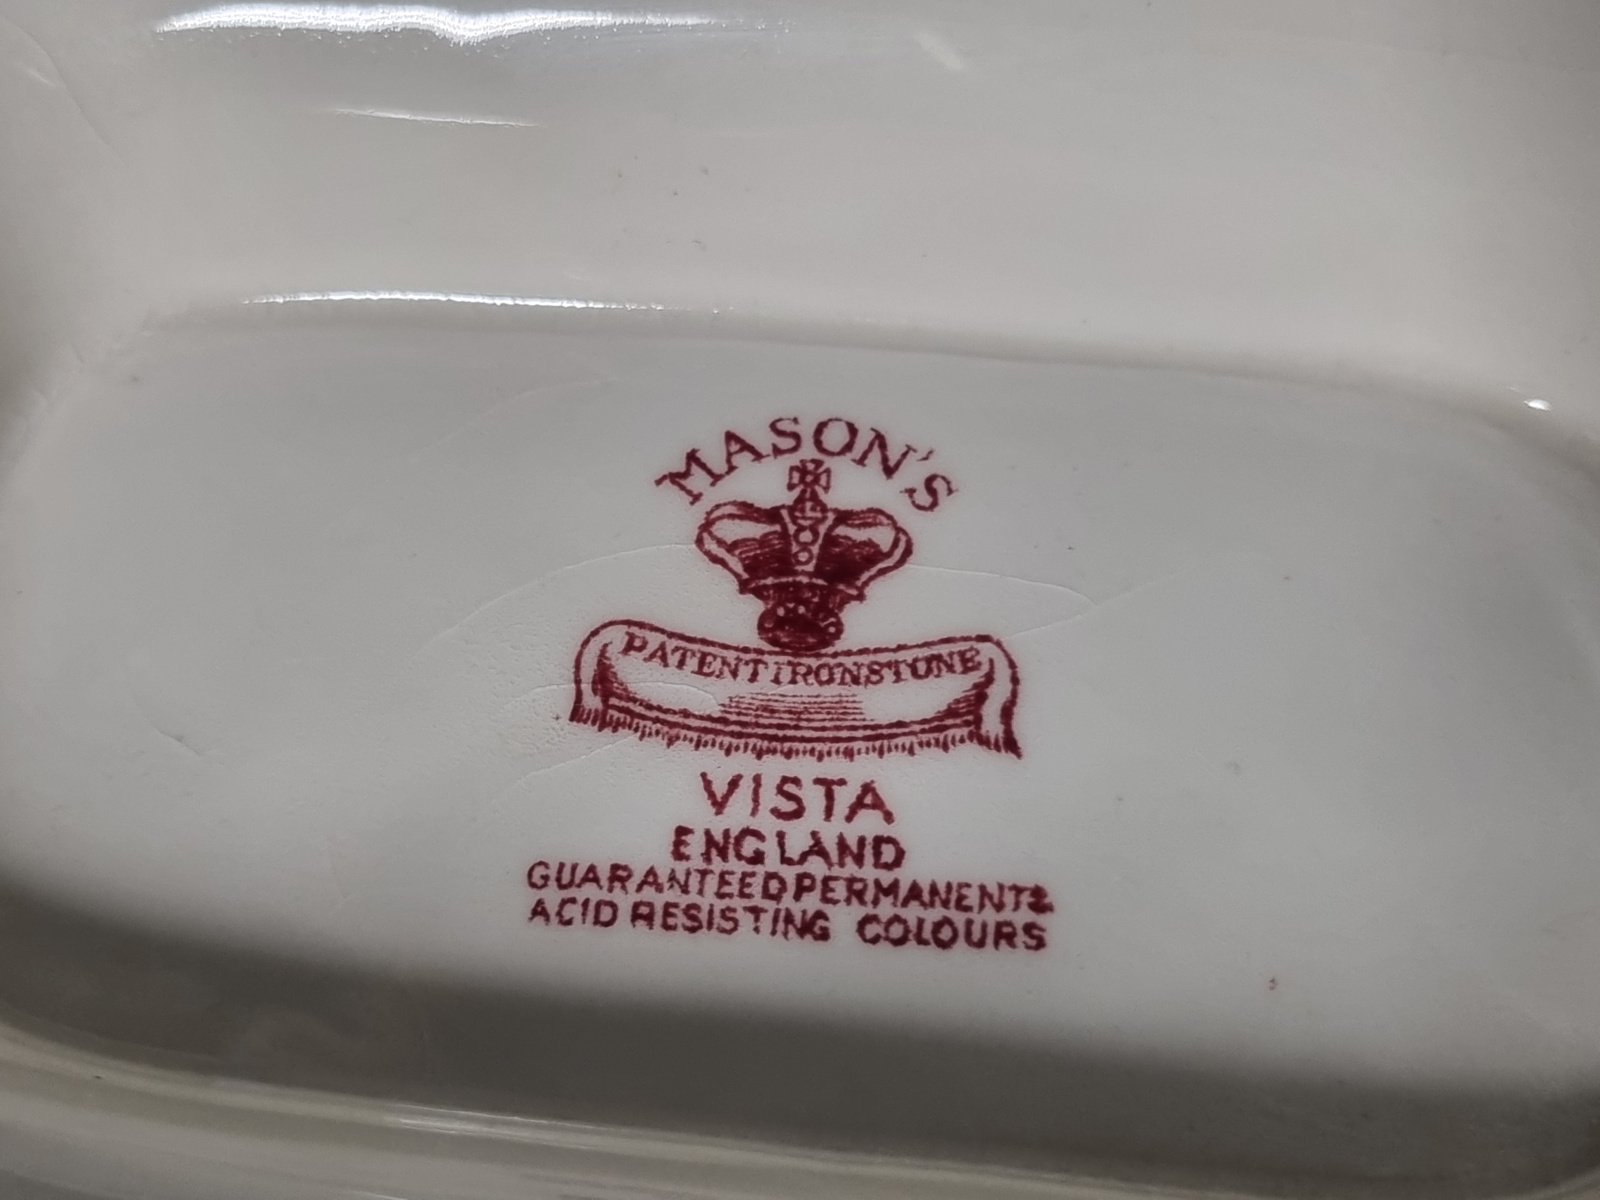 MASON'S
PATENT IRONSTONE
VISTA
ENGLAND
GUARANTEED PERMANENT &
ACID RESISTING COLOURS